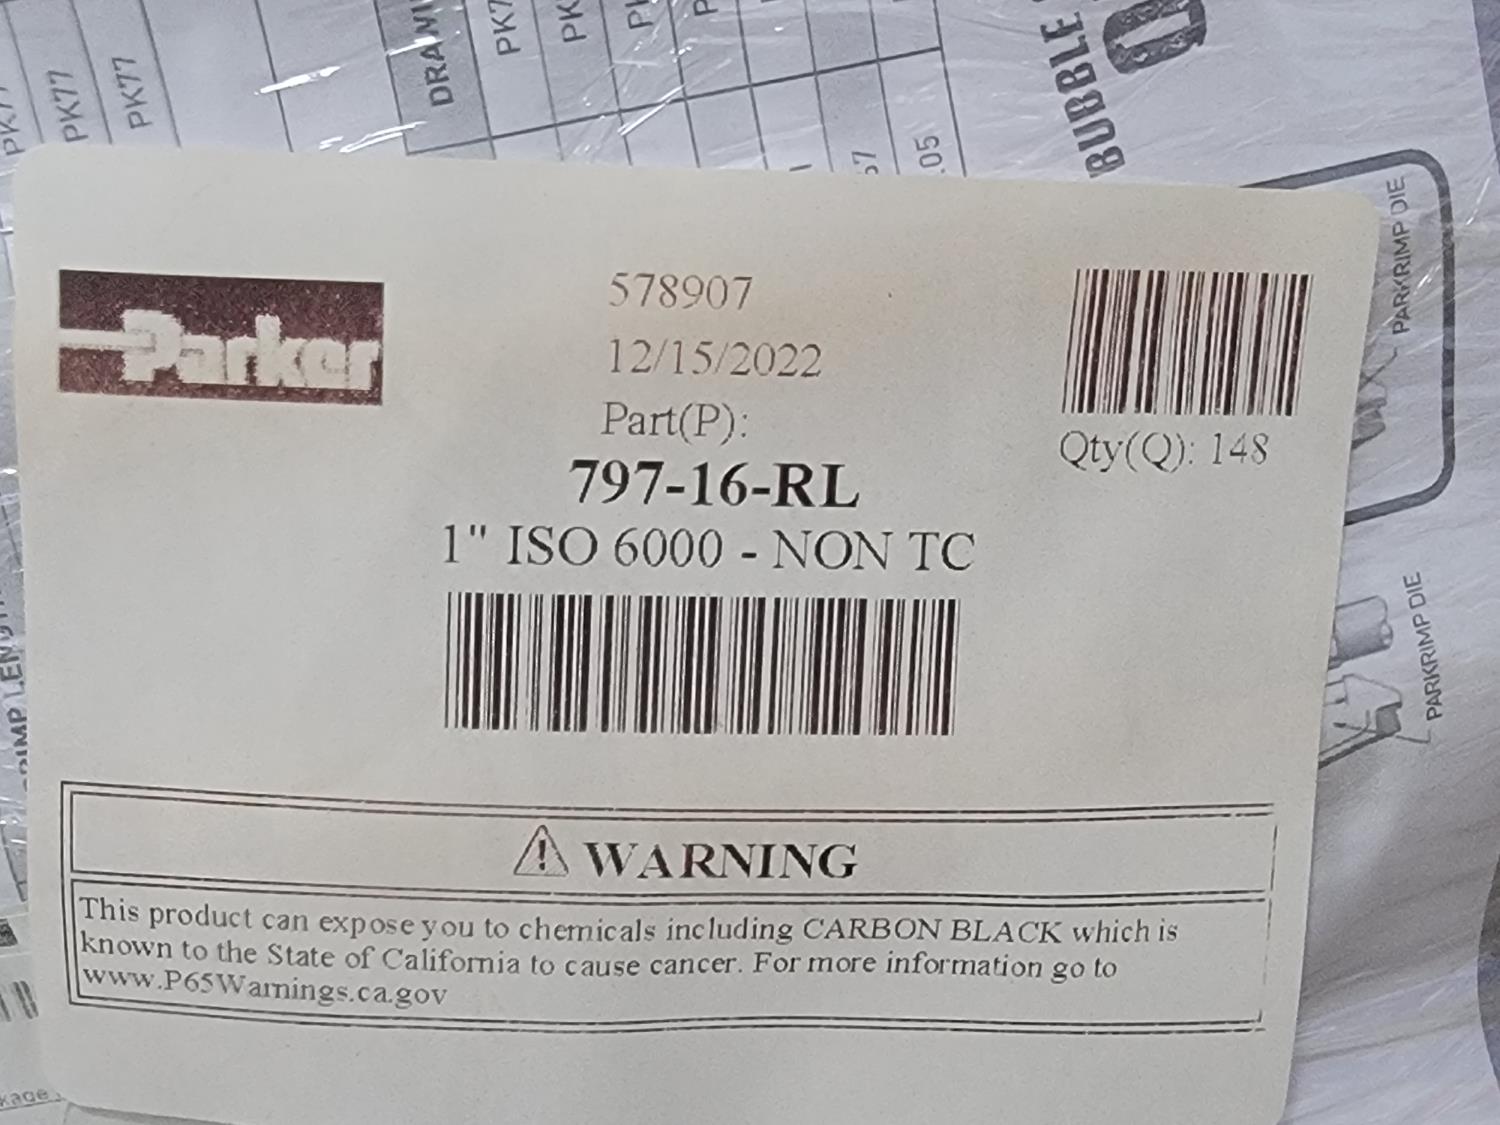 PK77
PK77
DRAWI
BUBBLE
.05
PARKRIMP DIE
Parker
578907
12/15/2022
Part(P):
797-16-RL
1" ISO 6000 - NON TC
Qty(Q): 148
PARKRIMP DIE
WARNING
This product can expose you to chemicals including CARBON BLACK which is
known to the State of California to cause cancer. For more information go to
www.P65Warnings.ca.gov